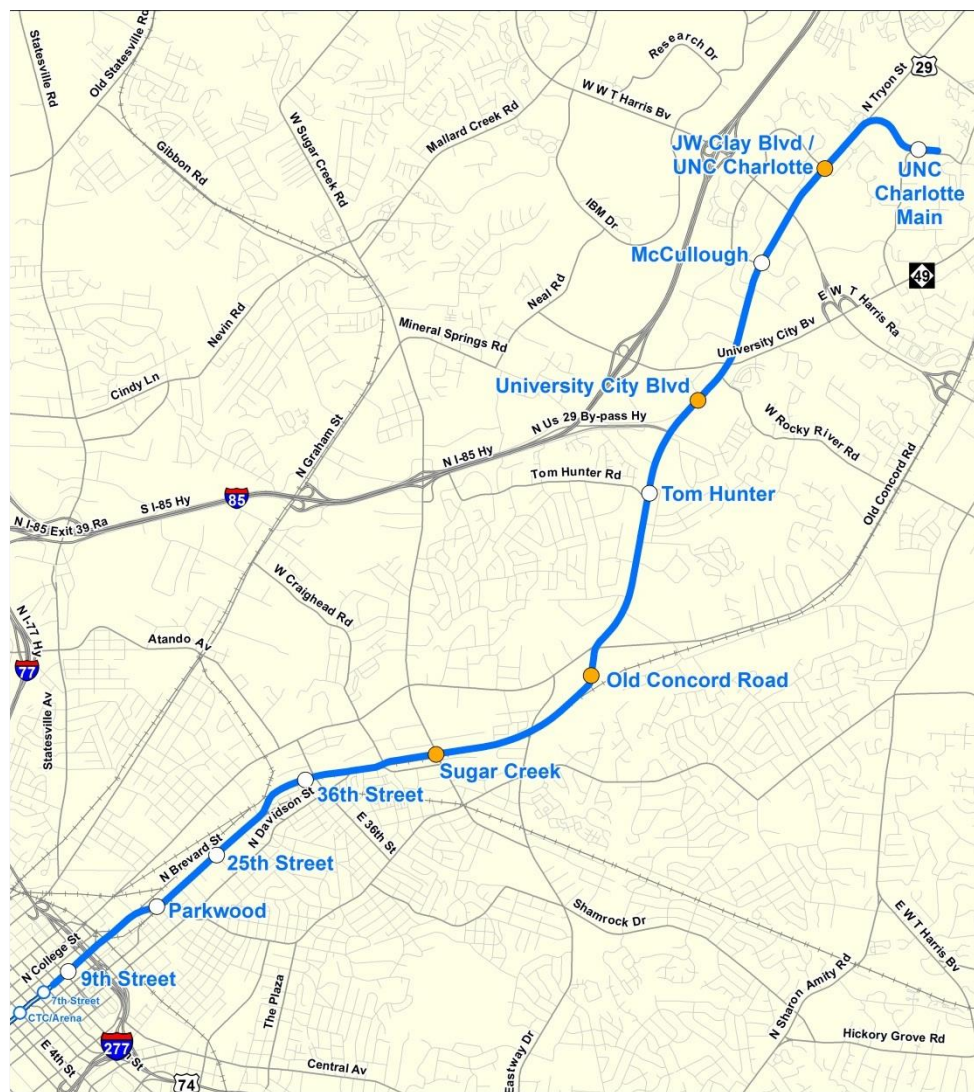 Statesville Rd
Old Statesville Rd
W Sugar Creek Rd
Gibbon Rd
Mallard Creek Rd
Research Dr
W W T Harris Bv
N Tryon St
29
JW Clay Blvd /
UNC Charlotte
UNC
Charlotte
Main
IBM Dr
McCullough
49
E W T Harris Ra
Neal Rd
Nevin Rd
Mineral Springs Rd
University City Bv
Cindy Ln
University City Blvd
N Us 29 By-pass Hy
W Rocky River Rd
N Graham St
N I-85 Hy
Tom Hunter Rd
Tom Hunter
Old Concord Rd
85
S I-85 Hy
N I-85 Exit 39 Ra
W Craighead Rd
N I-77 Hy
Atando Av
77
Statesville Av
Old Concord Road
Sugar Creek
36th Street
N Davidson St
E 36th St
N Brevard St
25th Street
Parkwood
Shamrock Dr
E W T Harris Bv
N College St
9th Street
7th Street
CTC/Arena
The Plaza
N Sharon Amity Rd
Hickory Grove Rd
E 4th St
277
th St
74
Central Av
Eastway Dr